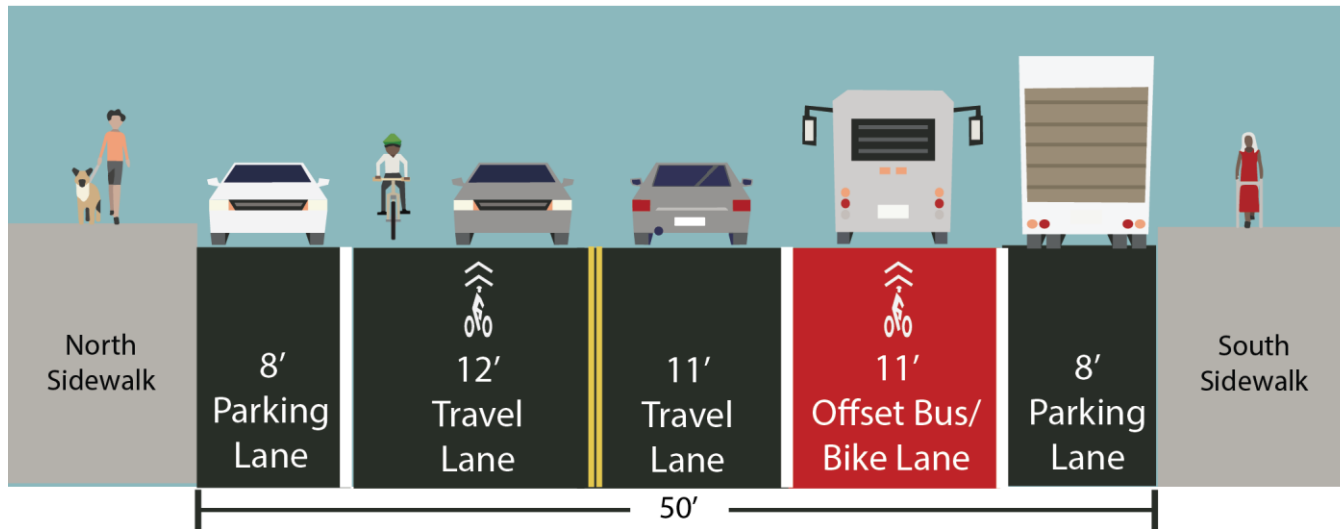 North
Sidewalk
8’
Parking
Lane
12’
Travel
Lane
11’
Travel
Lane
11’
Offset Bus/
Bike Lane
8’
Parking
Lane
South
Sidewalk
50’